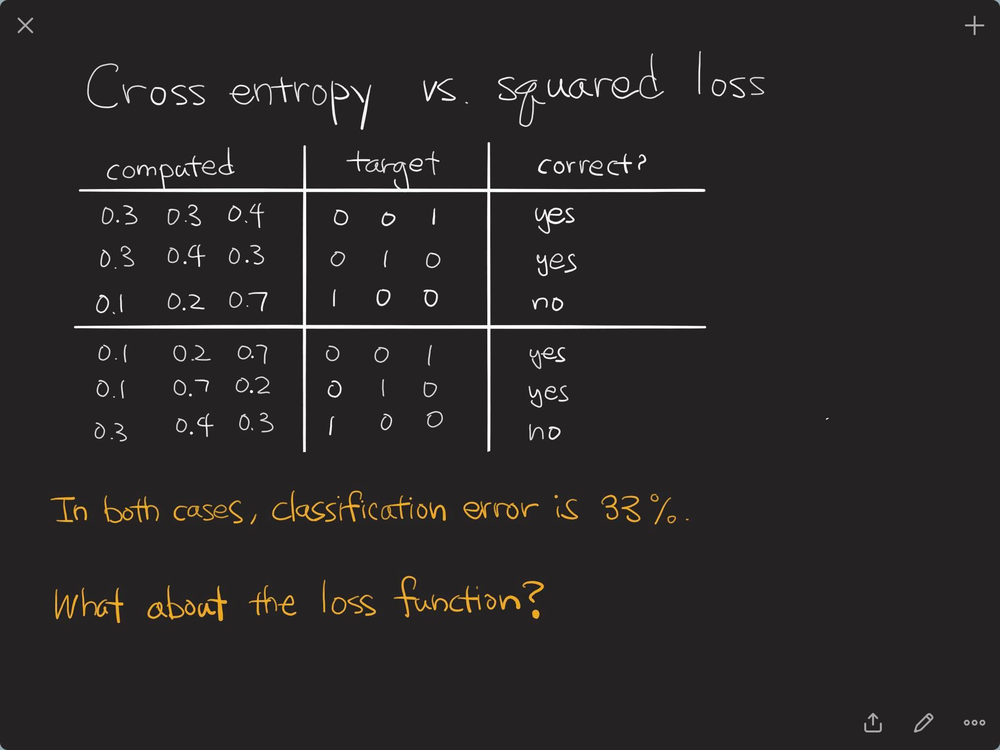 Cross entropy vs. squared loss
computed target correct?
0.3 0.3 0.4 0 0 1 yes
0.3 0.4 0.3 0 1 0 yes
0.1 0.2 0.7 1 0 0 no
0.1 0.2 0.7 0 0 1 yes
0.1 0.7 0.2 0 1 0 yes
0.3 0.4 0.3 1 0 0 no
In both cases, classification error is 33%.
What about the loss function?